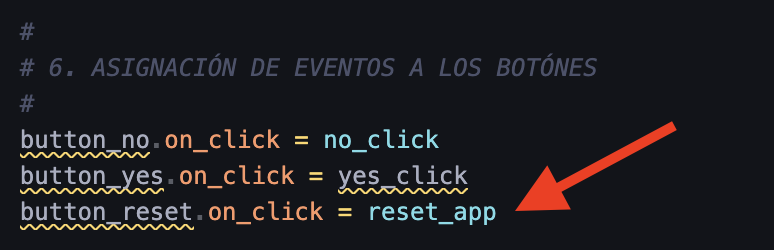 #
# 6. ASIGNACIÓN DE EVENTOS A LOS BOTÓNES
#
button_no.on_click = no_click
button_yes.on_click = yes_click
button_reset.on_click = reset_app